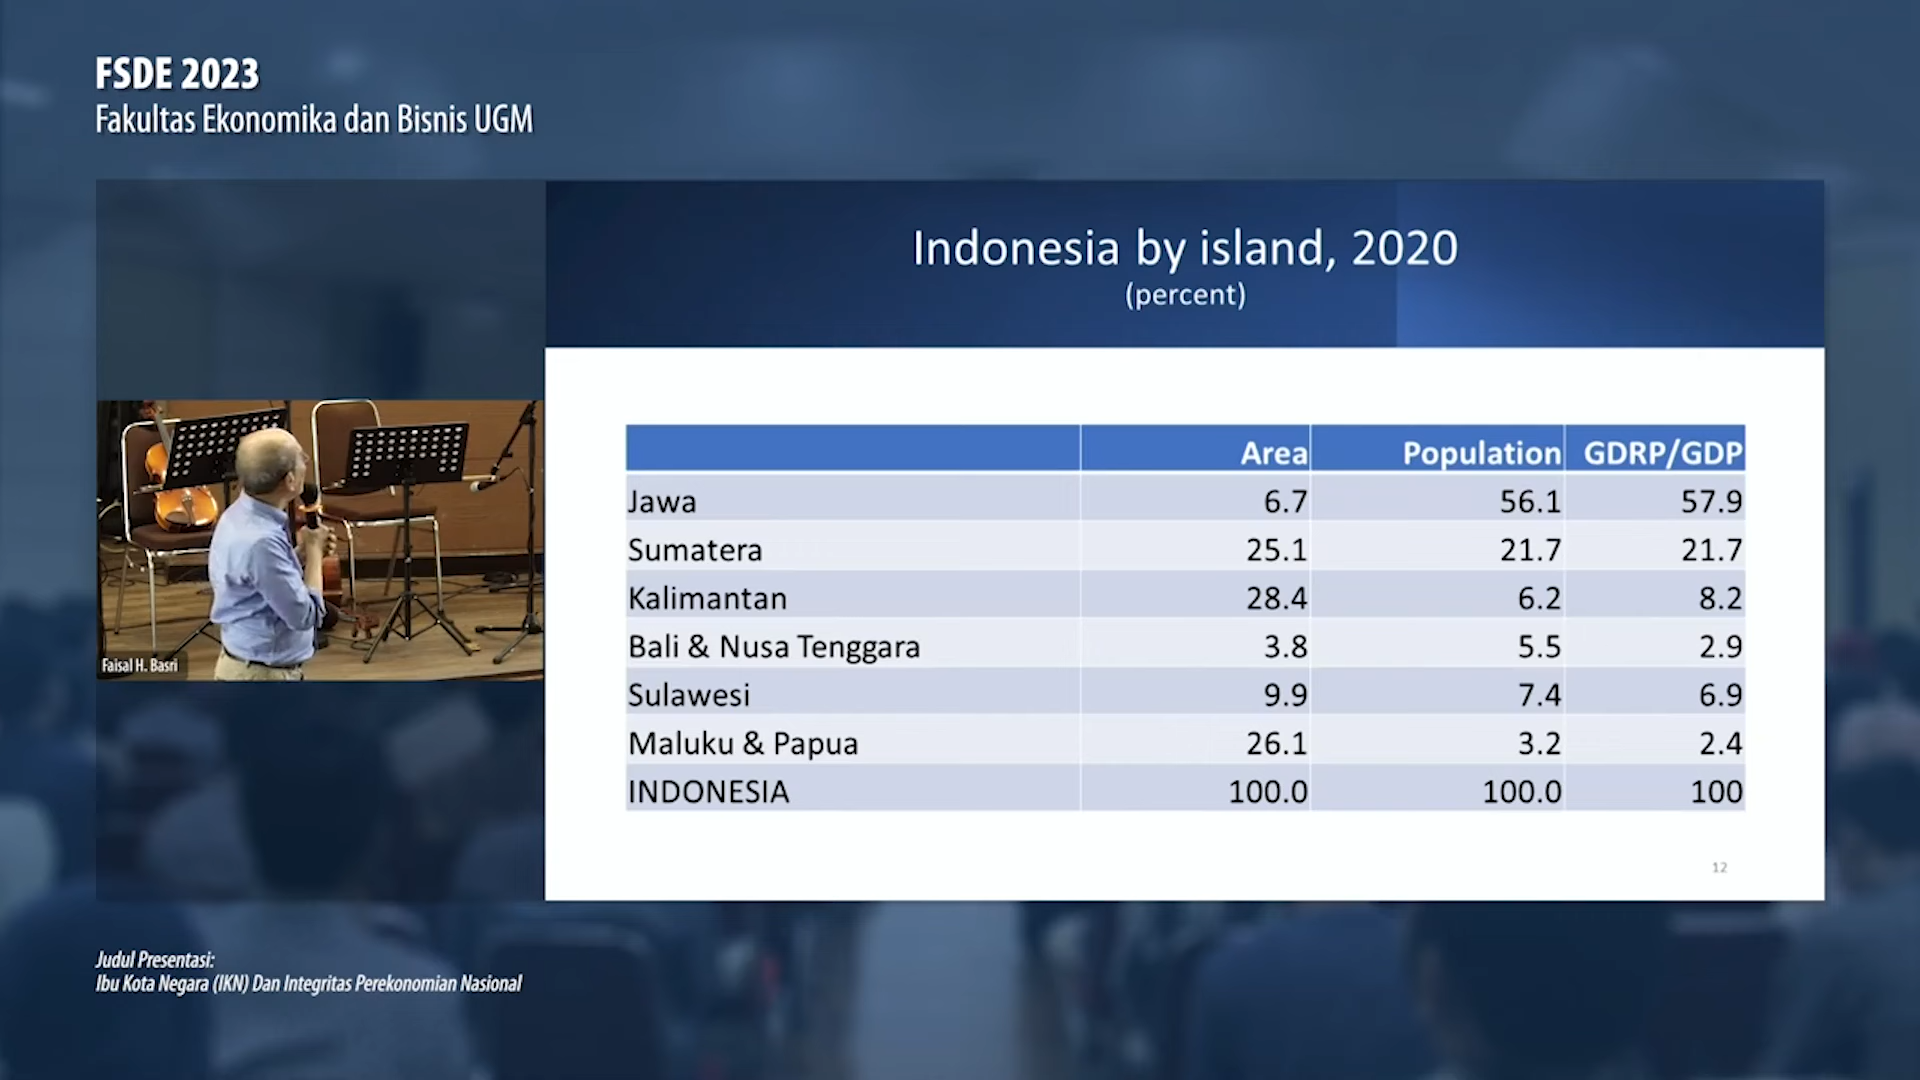 FSDE 2023
Fakultas Ekonomika dan Bisnis UGM
Indonesia by island, 2020
(percent)
Area Population GDRP/GDP
Jawa 6.7 56.1 57.9
Sumatera 25.1 21.7 21.7
Kalimantan 28.4 6.2 8.2
Bali & Nusa Tenggara 3.8 5.5 2.9
Sulawesi 9.9 7.4 6.9
Maluku & Papua 26.1 3.2 2.4
INDONESIA 100.0 100.0 100
12
Faisal H. Basri
Judul Presentasi:
Ibu Kota Negara (IKN) Dan Integritas Perekonomian Nasional